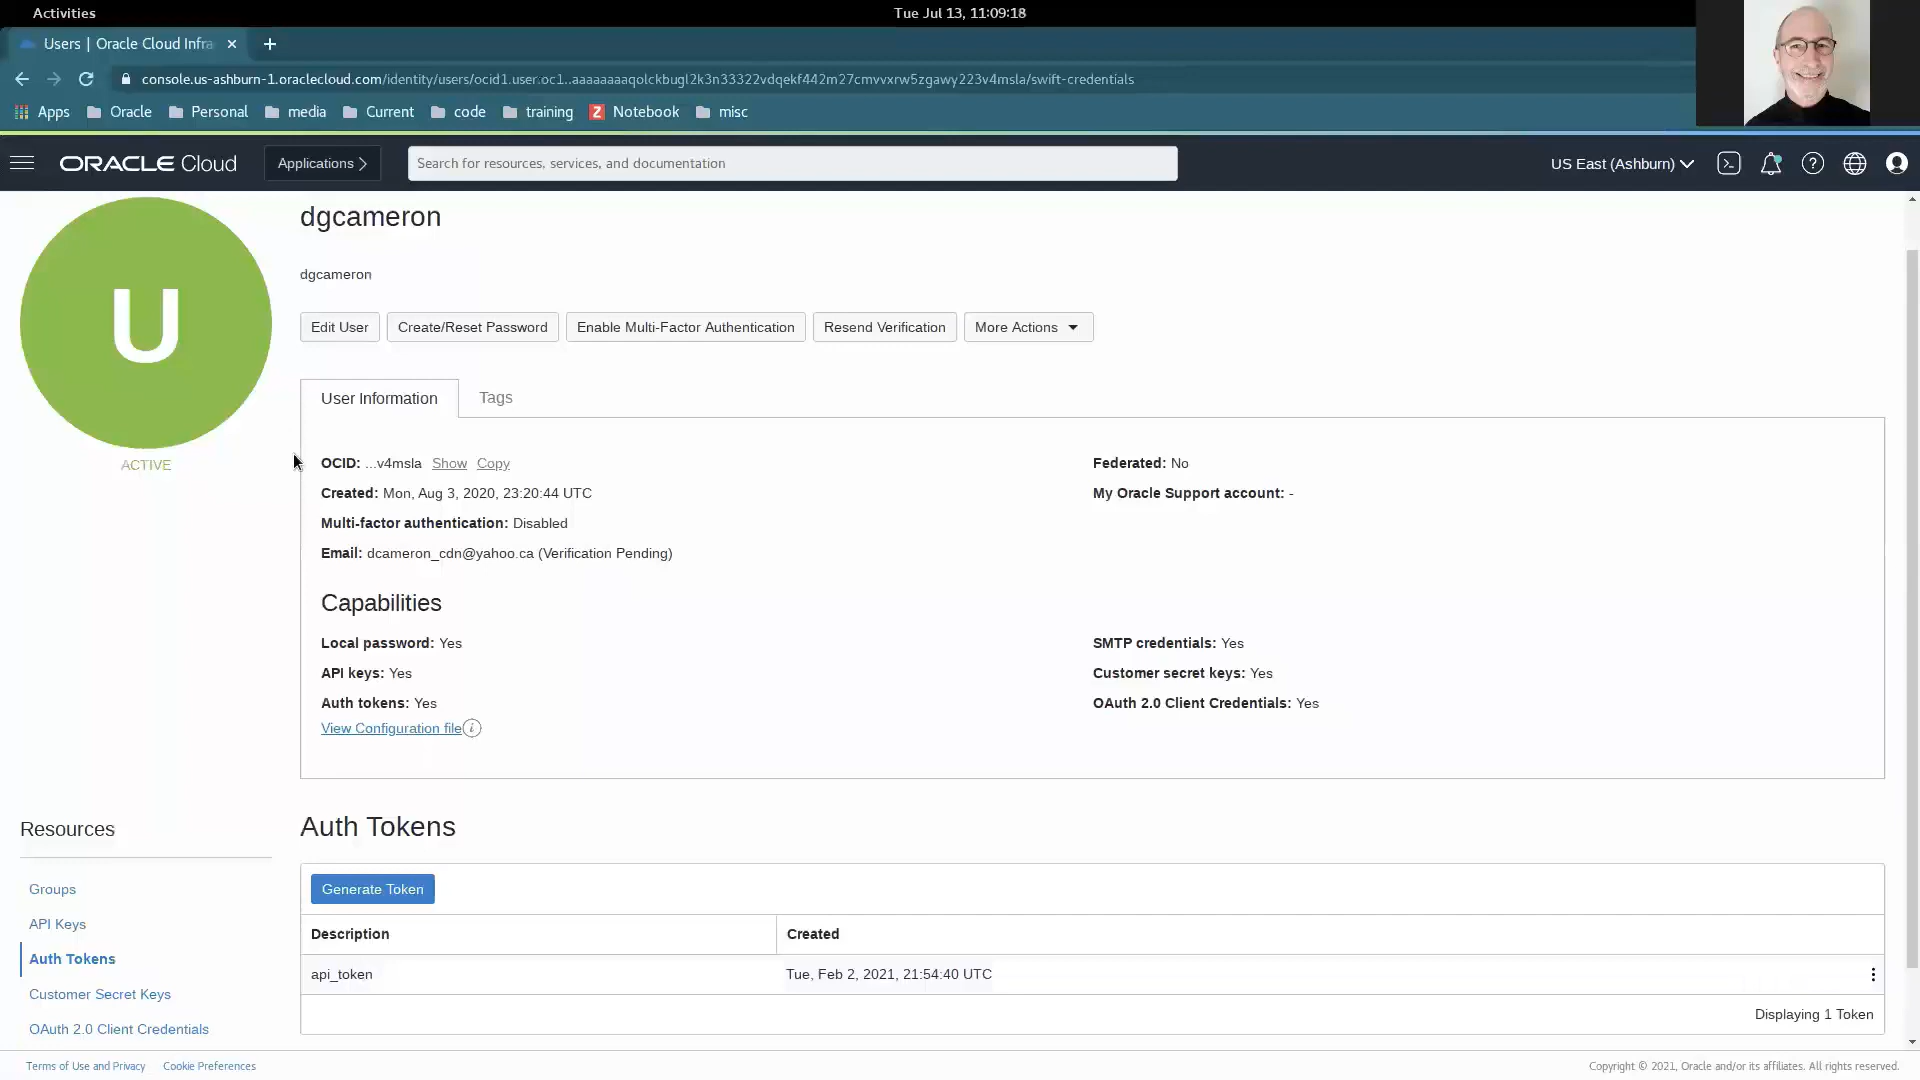 Activities
Tue Jul 13, 11:09:18
Users | Oracle Cloud Infra
console.us-ashburn-1.oraclecloud.com/identity/users/ocid1.user.oc1..aaaaaaaaqolckbugl2k3n33322vdqekf442m27cmvvxrw5zgawy223v4msla/swift-credentials
Apps Oracle Personal media Current code training Z Notebook misc
ORACLE Cloud Applications Search for resources, services, and documentation US East (Ashburn)
dgcameron
U
dgcameron
Edit User Create/Reset Password Enable Multi-Factor Authentication Resend Verification More Actions
User Information Tags
ACTIVE
OCID: ...v4msla Show Copy Federated: No
Created: Mon, Aug 3, 2020, 23:20:44 UTC My Oracle Support account: -
Multi-factor authentication: Disabled
Email: dcameron_cdn@yahoo.ca (Verification Pending)
Capabilities
Local password: Yes SMTP credentials: Yes
API keys: Yes Customer secret keys: Yes
Auth tokens: Yes OAuth 2.0 Client Credentials: Yes
View Configuration file i
Resources
Auth Tokens
Groups
API Keys
Auth Tokens
Customer Secret Keys
OAuth 2.0 Client Credentials
Generate Token
Description Created
api_token Tue, Feb 2, 2021, 21:54:40 UTC
Displaying 1 Token
Terms of Use and Privacy Cookie Preferences Copyright © 2021, Oracle and/or its affiliates. All rights reserved.